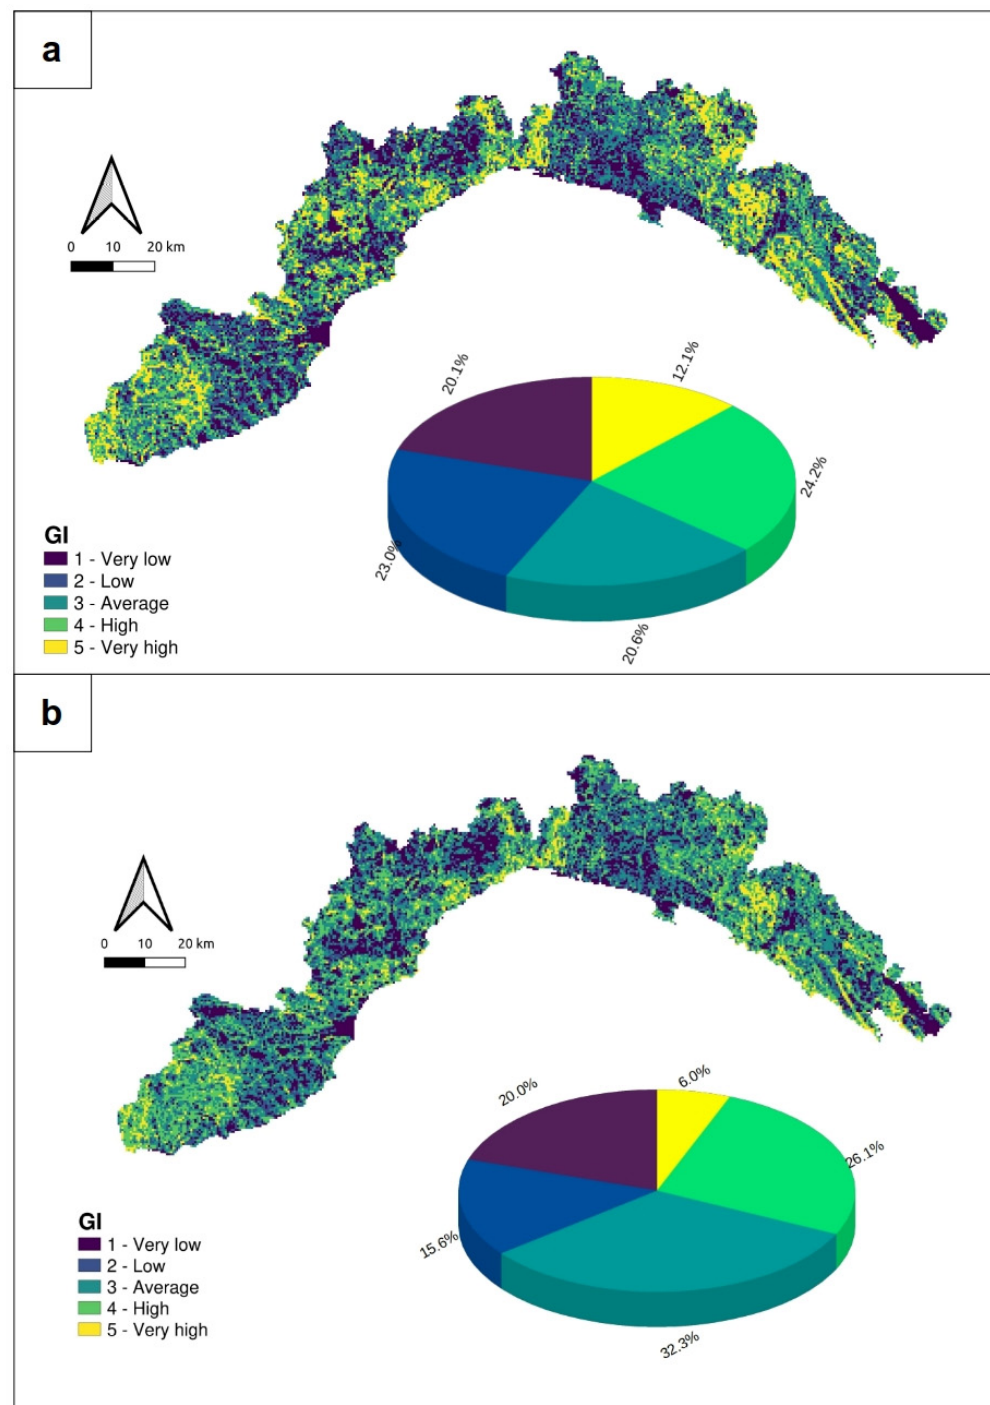 a
0 10 20 km
20.1%
12.1%
24.2%
23.0%
20.6%
GI
1 - Very low
2 - Low
3 - Average
4 - High
5 - Very high
b
0 10 20 km
20.0%
6.0%
26.1%
15.6%
32.3%
GI
1 - Very low
2 - Low
3 - Average
4 - High
5 - Very high